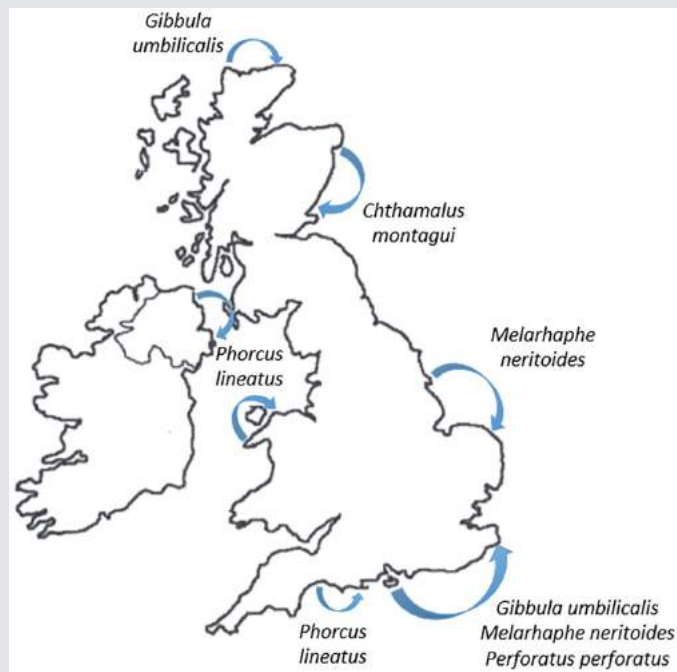 Gibbula
umbilicalis
Chthamalus
montagui
Melarhaphe
neritoides
Phorcus
lineatus
Phorcus
lineatus
Gibbula umbilicalis
Melarhaphe neritoides
Perforatus perforatus